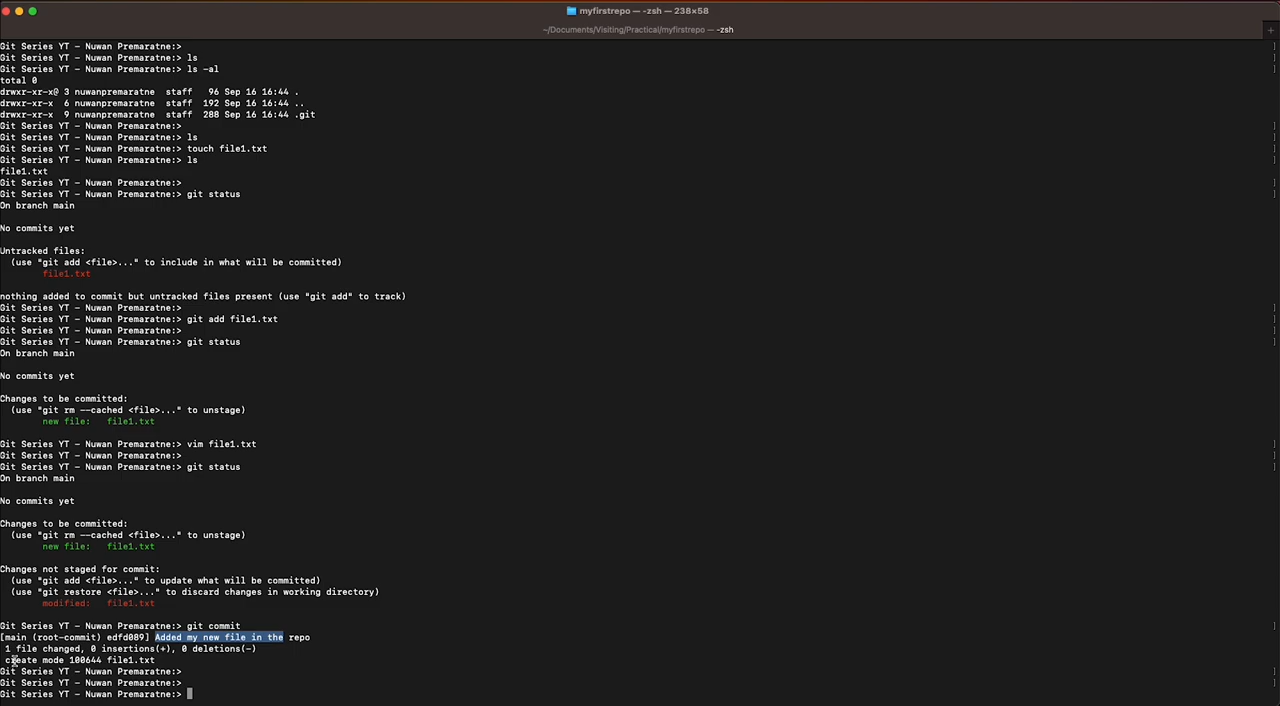 myfirstrepo — -zsh — 238×58
~/Documents/Visiting/Practical/myfirstrepo — -zsh
Git Series YT - Nuwan Premaratne:>
Git Series YT - Nuwan Premaratne:> ls
Git Series YT - Nuwan Premaratne:> ls -al
total 0
drwxr-xr-x@ 3 nuwanpremaratne  staff   96 Sep 16 16:44 .
drwxr-xr-x  6 nuwanpremaratne  staff  192 Sep 16 16:44 ..
drwxr-xr-x  9 nuwanpremaratne  staff  288 Sep 16 16:44 .git
Git Series YT - Nuwan Premaratne:>
Git Series YT - Nuwan Premaratne:> ls
Git Series YT - Nuwan Premaratne:> touch file1.txt
Git Series YT - Nuwan Premaratne:> ls
file1.txt
Git Series YT - Nuwan Premaratne:>
Git Series YT - Nuwan Premaratne:> git status
On branch main
No commits yet
Untracked files:
(use "git add <file>..." to include in what will be committed)
file1.txt
nothing added to commit but untracked files present (use "git add" to track)
Git Series YT - Nuwan Premaratne:>
Git Series YT - Nuwan Premaratne:> git add file1.txt
Git Series YT - Nuwan Premaratne:>
Git Series YT - Nuwan Premaratne:> git status
On branch main
No commits yet
Changes to be committed:
(use "git rm --cached <file>..." to unstage)
new file:   file1.txt
Git Series YT - Nuwan Premaratne:> vim file1.txt
Git Series YT - Nuwan Premaratne:>
Git Series YT - Nuwan Premaratne:> git status
On branch main
No commits yet
Changes to be committed:
(use "git rm --cached <file>..." to unstage)
new file:   file1.txt
Changes not staged for commit:
(use "git add <file>..." to update what will be committed)
(use "git restore <file>..." to discard changes in working directory)
modified:   file1.txt
Git Series YT - Nuwan Premaratne:> git commit
[main (root-commit) edfd089] Added my new file in the repo
1 file changed, 0 insertions(+), 0 deletions(-)
create mode 100644 file1.txt
Git Series YT - Nuwan Premaratne:>
Git Series YT - Nuwan Premaratne:>
Git Series YT - Nuwan Premaratne:>